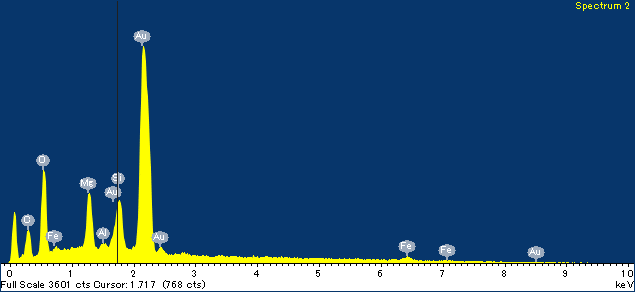 Spectrum 2
Au
O
Mg
Si
Au
C
Fe
Al
Au
Fe
Fe
Au
0 1 2 3 4 5 6 7 8 9 10
Full Scale 3601 cts Cursor: 1.717 (768 cts) keV